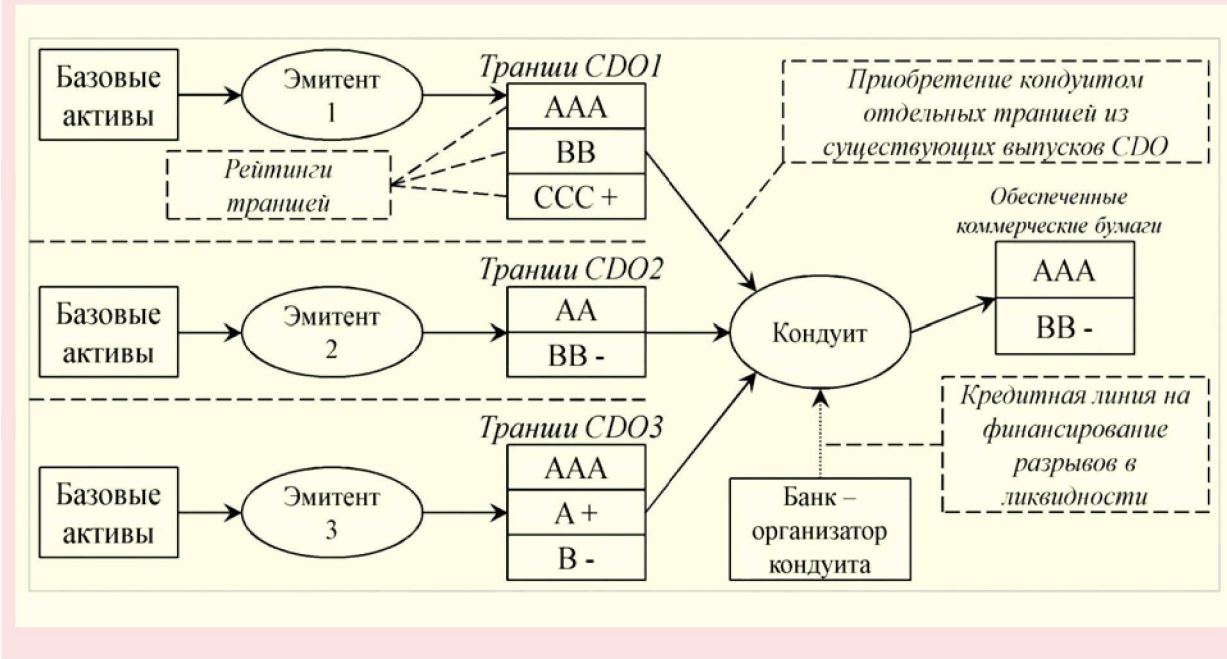 Базовые
активы
Эмитент
1
Транши CDO1
AAA
BB
CCC +
Рейтинги
траншей
Приобретение кондуитом
отдельных траншей из
существующих выпусков CDO
Базовые
активы
Эмитент
2
Транши CDO2
AA
BB -
Кондуит
Обеспеченные
коммерческие бумаги
AAA
BB -
Базовые
активы
Эмитент
3
Транши CDO3
AAA
A +
B -
Банк –
организатор
кондуита
Кредитная линия на
финансирование
разрывов в
ликвидности